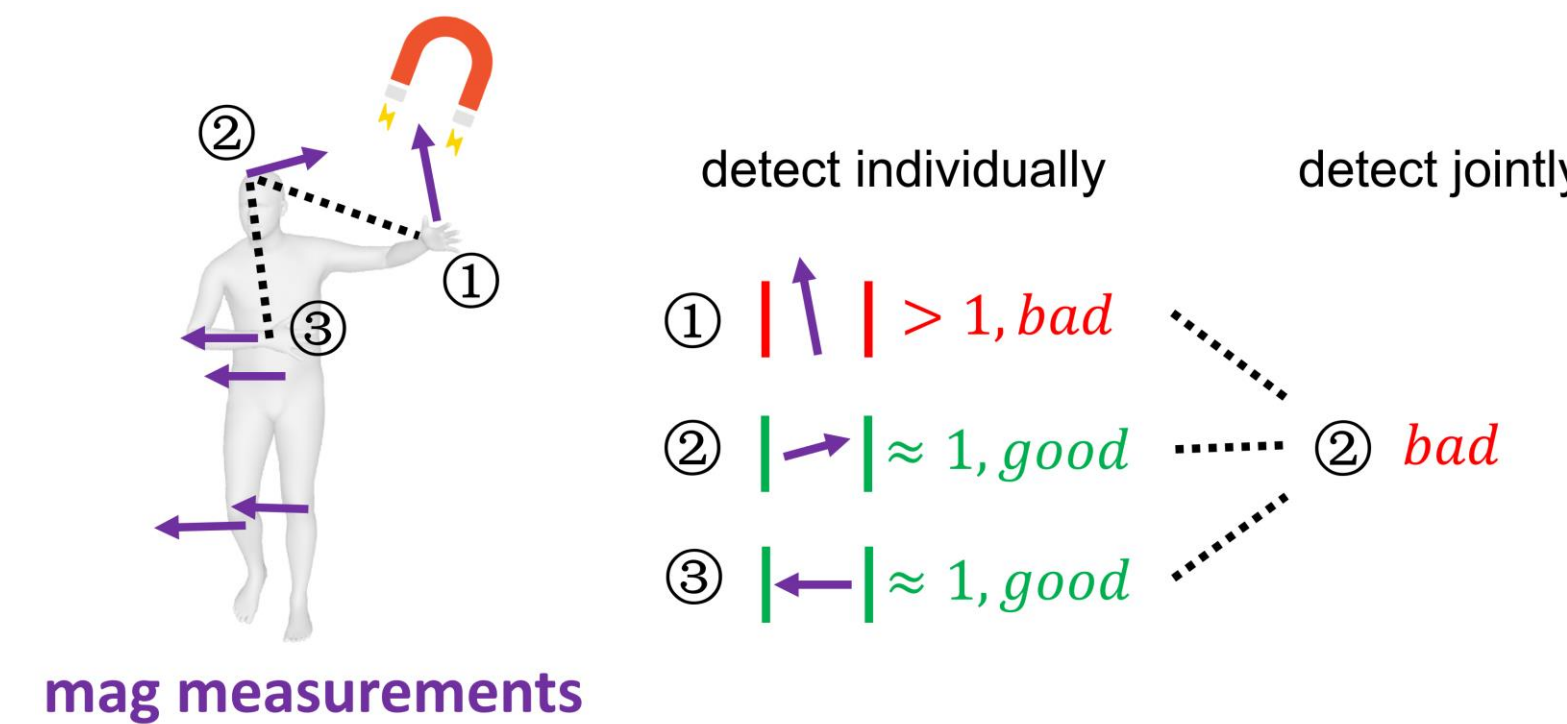 ②
①
③
mag measurements
detect individually
detect jointly
① | | > 1, bad
② | | ≈ 1, good
③ | | ≈ 1, good
② bad